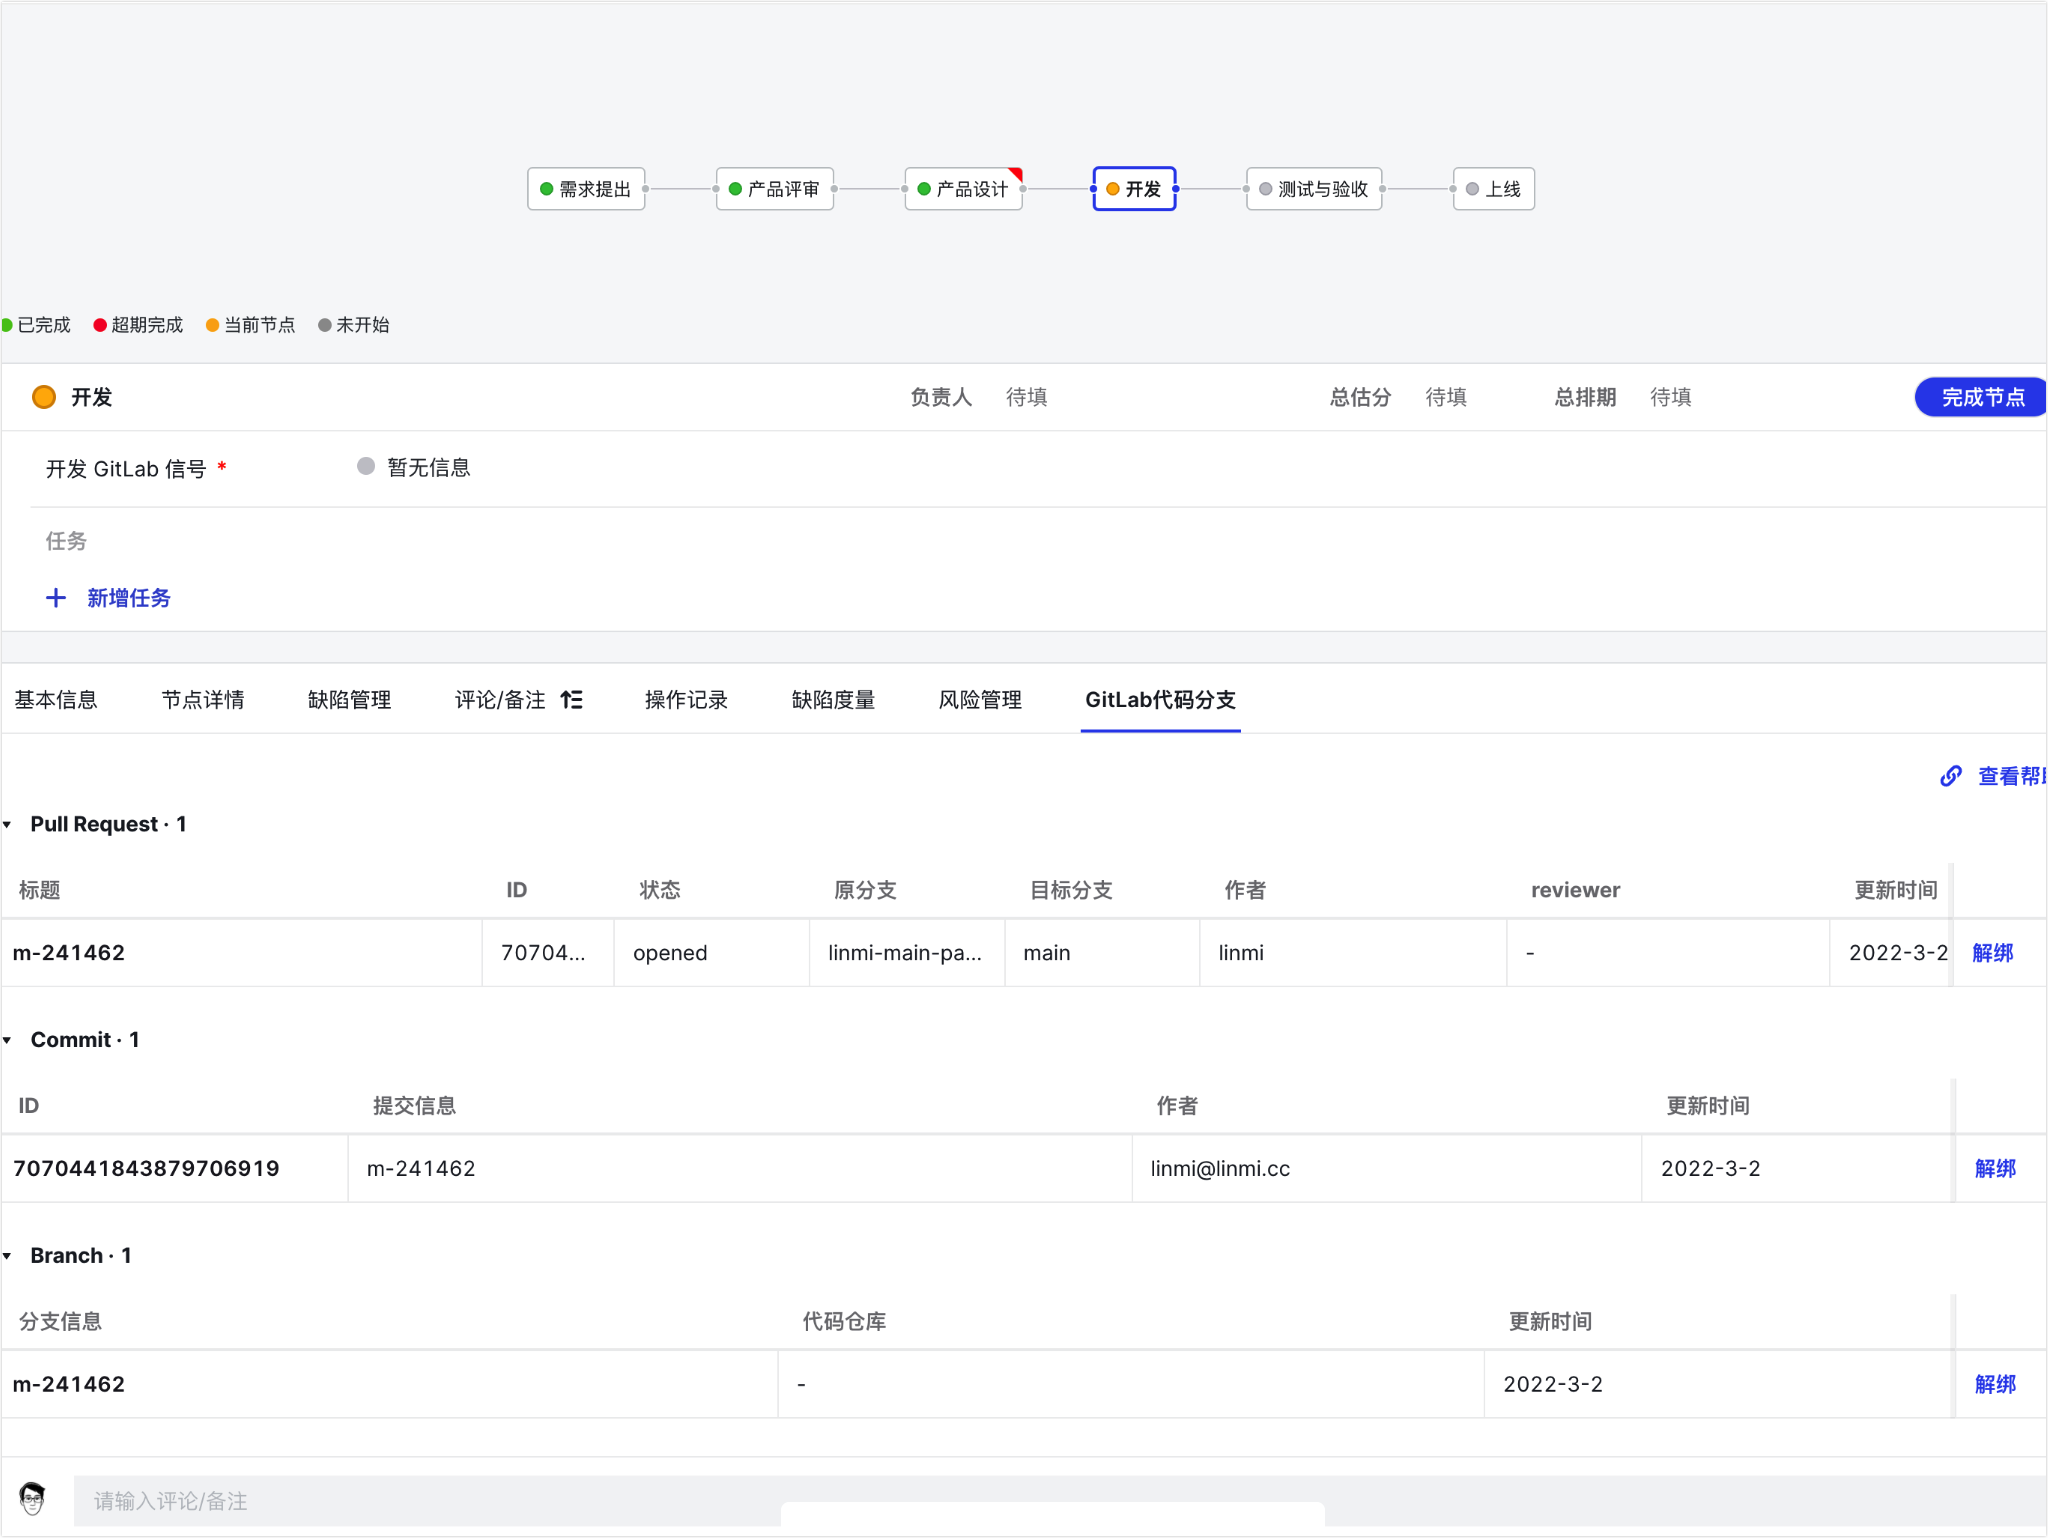 需求提出 产品评审 产品设计 开发 测试与验收 上线
已完成 超期完成 当前节点 未开始
开发 负责人 待填 总估分 待填 总排期 待填 完成节点
开发 GitLab 信号 * 暂无信息
任务
+ 新增任务
基本信息 节点详情 缺陷管理 评论/备注 操作记录 缺陷度量 风险管理 GitLab代码分支
查看帮
Pull Request · 1
标题 ID 状态 原分支 目标分支 作者 reviewer 更新时间
m-241462 70704... opened linmi-main-pa... main linmi - 2022-3-2 解绑
Commit · 1
ID 提交信息 作者 更新时间
7070441843879706919 m-241462 linmi@linmi.cc 2022-3-2 解绑
Branch · 1
分支信息 代码仓库 更新时间
m-241462 - 2022-3-2 解绑
请输入评论/备注